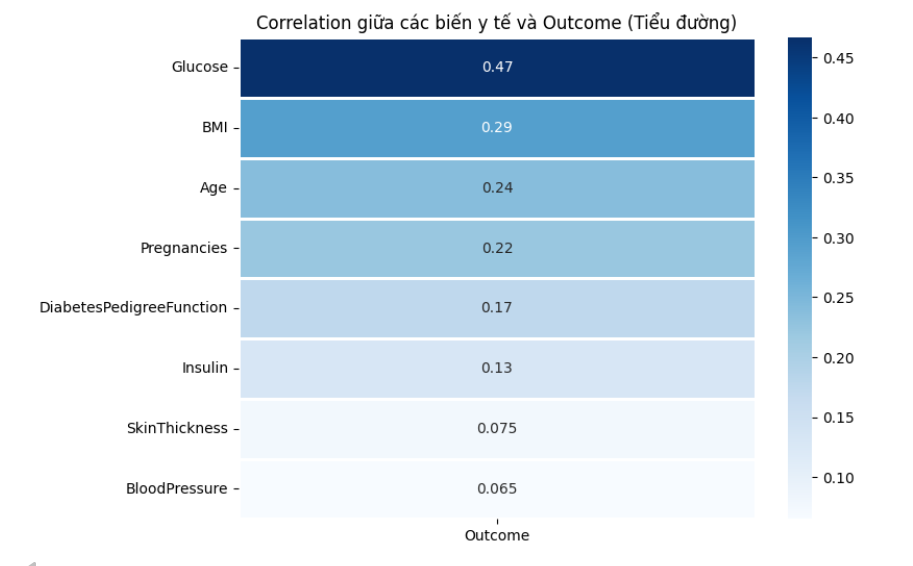 Correlation giữa các biến y tế và Outcome (Tiểu đường)
Glucose
0.47
BMI
0.29
Age
0.24
Pregnancies
0.22
DiabetesPedigreeFunction
0.17
Insulin
0.13
SkinThickness
0.075
BloodPressure
0.065
Outcome
0.45
0.40
0.35
0.30
0.25
0.20
0.15
0.10